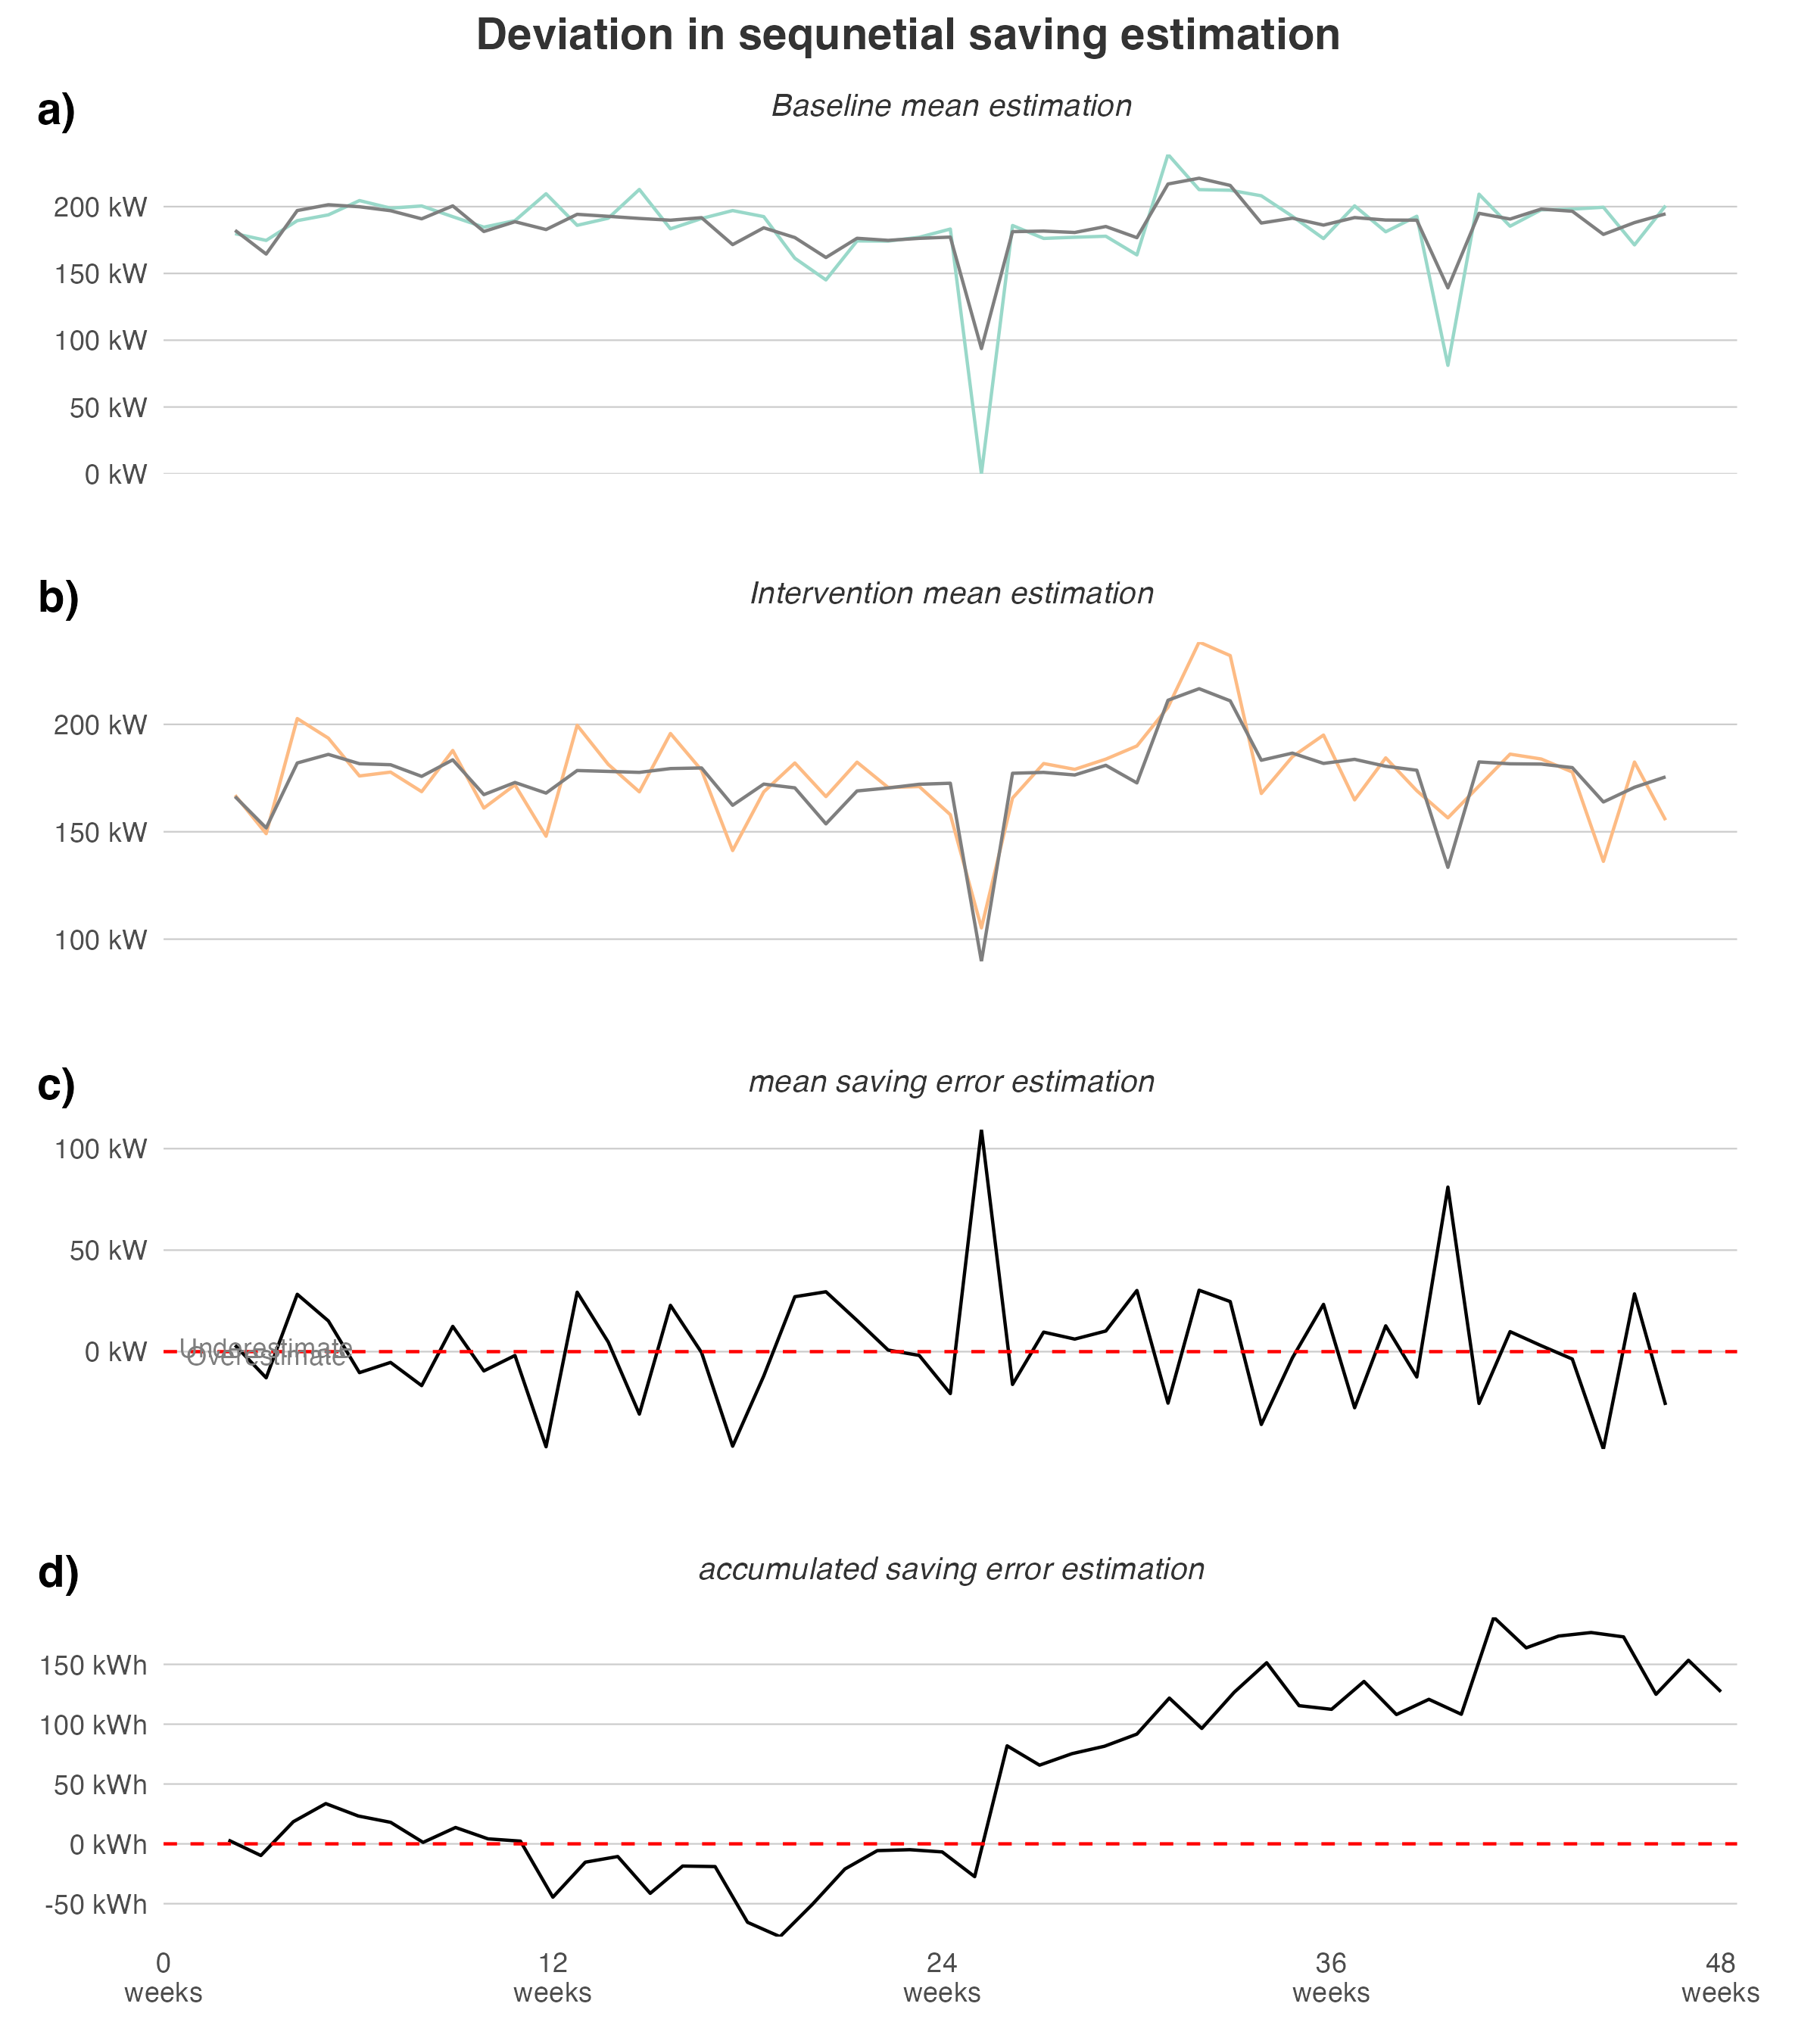 Deviation in sequnetial saving estimation
a)
Baseline mean estimation
200 kW
150 kW
100 kW
50 kW
0 kW
b)
Intervention mean estimation
200 kW
150 kW
100 kW
c)
mean saving error estimation
100 kW
50 kW
0 kW
Underestimate
Overestimate
d)
accumulated saving error estimation
150 kWh
100 kWh
50 kWh
0 kWh
-50 kWh
0
weeks
12
weeks
24
weeks
36
weeks
48
weeks